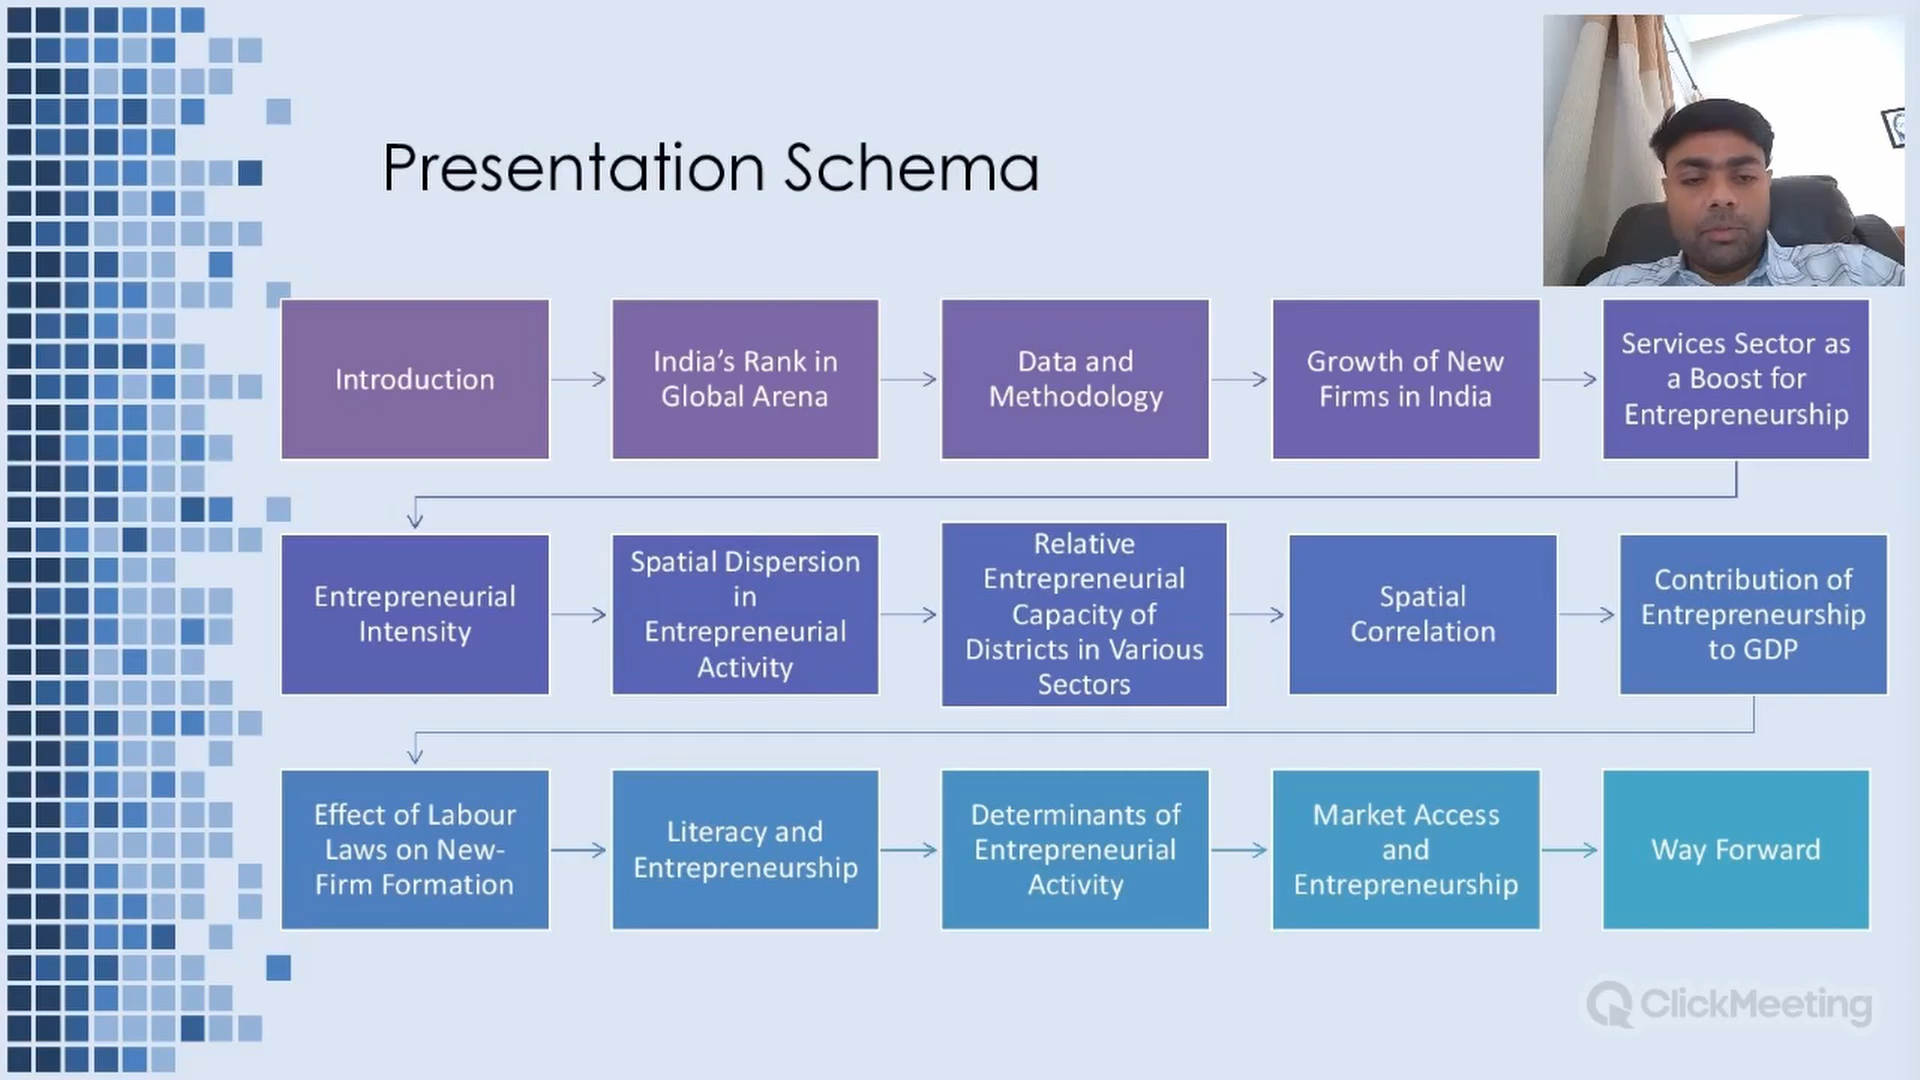 Presentation Schema
Introduction
India's Rank in
Global Arena
Data and
Methodology
Growth of New
Firms in India
Services Sector as
a Boost for
Entrepreneurship
Entrepreneurial
Intensity
Spatial Dispersion
in
Entrepreneurial
Activity
Relative
Entrepreneurial
Capacity of
Districts in Various
Sectors
Spatial
Correlation
Contribution of
Entrepreneurship
to GDP
Effect of Labour
Laws on New-
Firm Formation
Literacy and
Entrepreneurship
Determinants of
Entrepreneurial
Activity
Market Access
and
Entrepreneurship
Way Forward
ClickMeeting